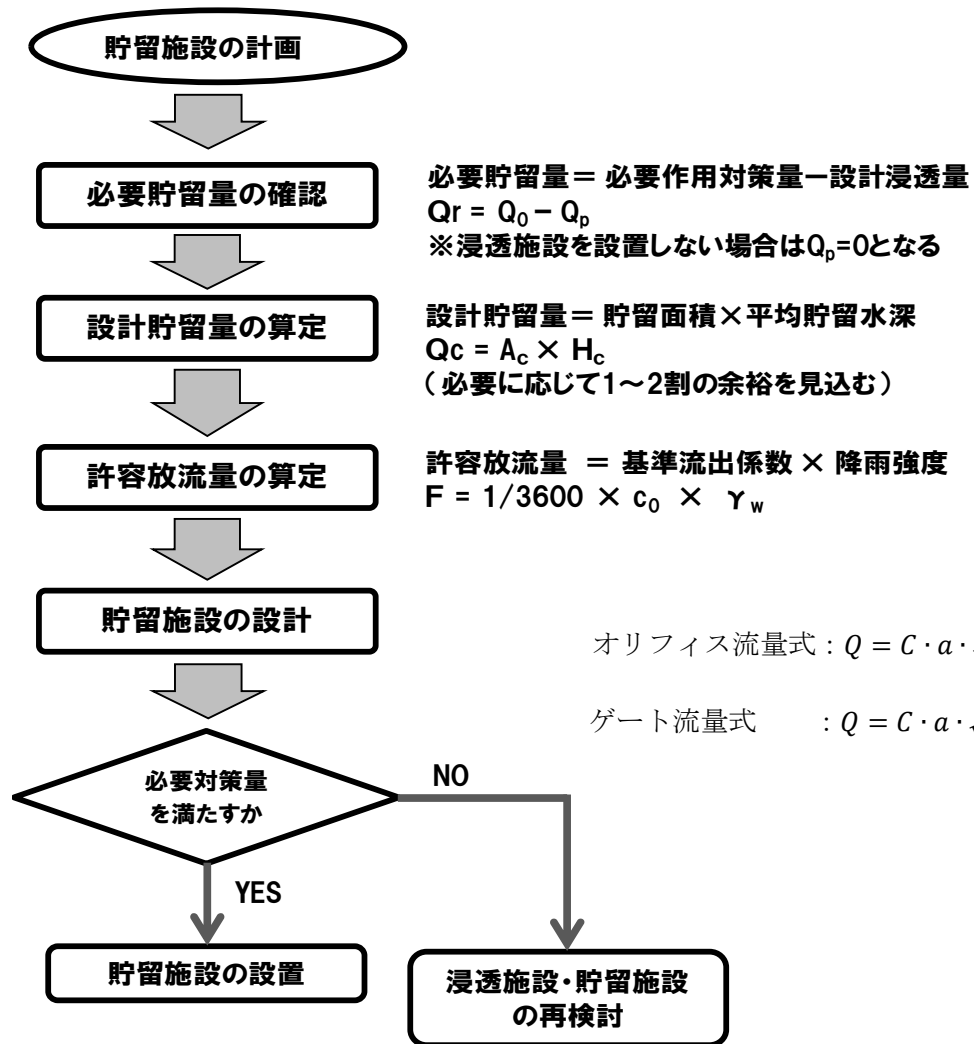 貯留施設の計画
必要貯留量の確認
必要貯留量＝ 必要作用対策量－設計浸透量
Qr = Q₀ − Qₚ
※浸透施設を設置しない場合はQₚ=0となる
設計貯留量の算定
設計貯留量＝ 貯留面積×平均貯留水深
Qc = A꜀ × H꜀
（必要に応じて1～2割の余裕を見込む）
許容放流量の算定
許容放流量 ＝ 基準流出係数 × 降雨強度
F = 1/3600 × c₀ × γ w
貯留施設の設計
オリフィス流量式：Q = C · a ·
ゲート流量式 ：Q = C · a ·
必要対策量
を満たすか
NO
YES
貯留施設の設置
浸透施設・貯留施設
の再検討